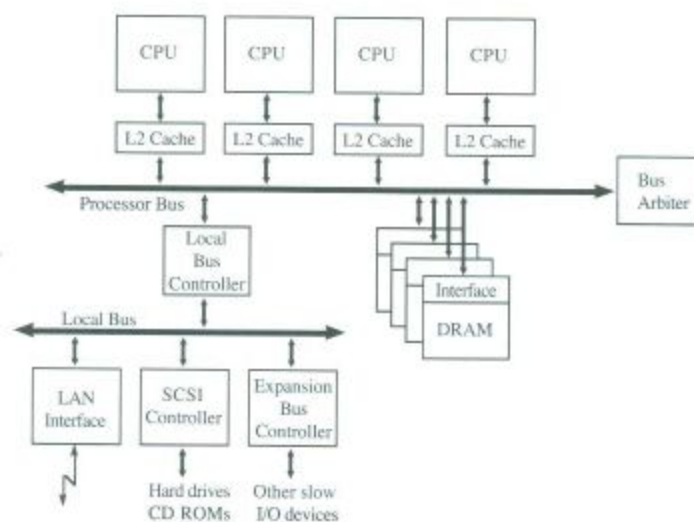 CPU
CPU
CPU
CPU
L2 Cache
L2 Cache
L2 Cache
L2 Cache
Processor Bus
Bus
Arbiter
Local
Bus
Controller
Interface
DRAM
Local Bus
LAN
Interface
SCSI
Controller
Expansion
Bus
Controller
Hard drives
CD ROMs
Other slow
I/O devices